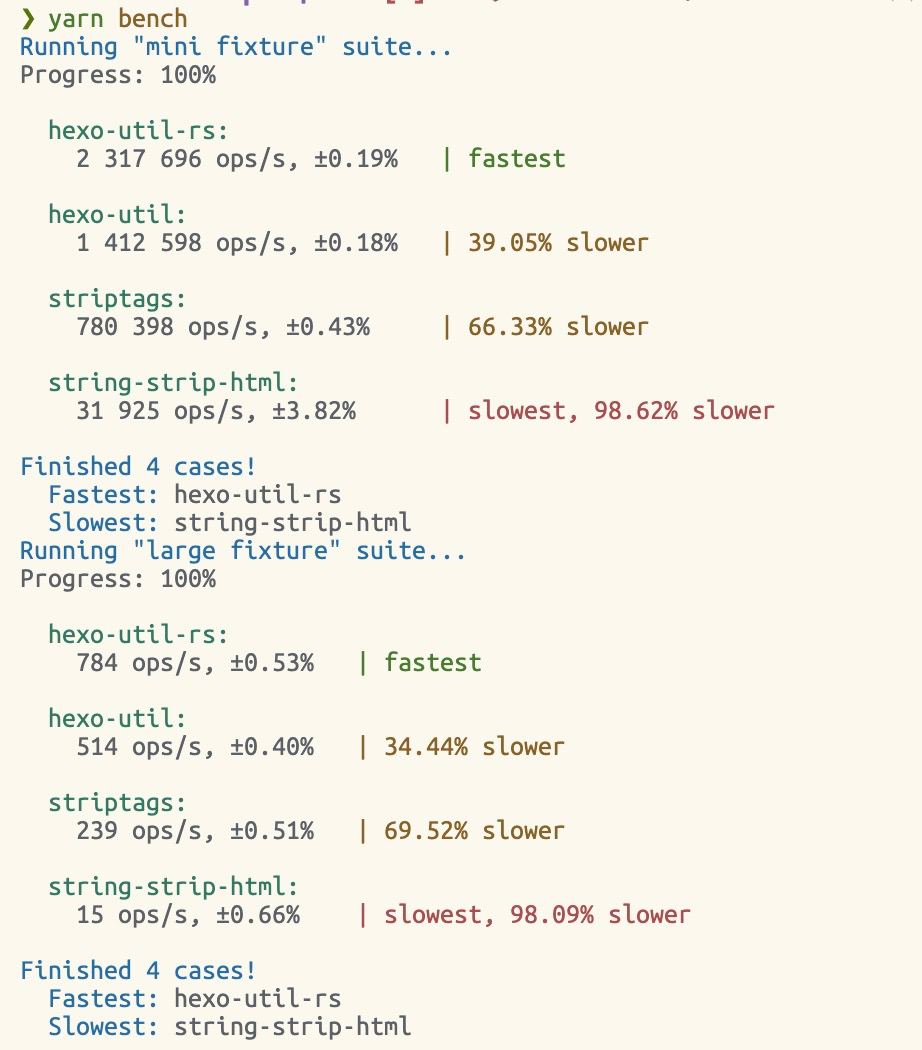 ❯ yarn bench
Running "mini fixture" suite...
Progress: 100%
hexo-util-rs:
2 317 696 ops/s, ±0.19% | fastest
hexo-util:
1 412 598 ops/s, ±0.18% | 39.05% slower
striptags:
780 398 ops/s, ±0.43% | 66.33% slower
string-strip-html:
31 925 ops/s, ±3.82% | slowest, 98.62% slower
Finished 4 cases!
Fastest: hexo-util-rs
Slowest: string-strip-html
Running "large fixture" suite...
Progress: 100%
hexo-util-rs:
784 ops/s, ±0.53% | fastest
hexo-util:
514 ops/s, ±0.40% | 34.44% slower
striptags:
239 ops/s, ±0.51% | 69.52% slower
string-strip-html:
15 ops/s, ±0.66% | slowest, 98.09% slower
Finished 4 cases!
Fastest: hexo-util-rs
Slowest: string-strip-html